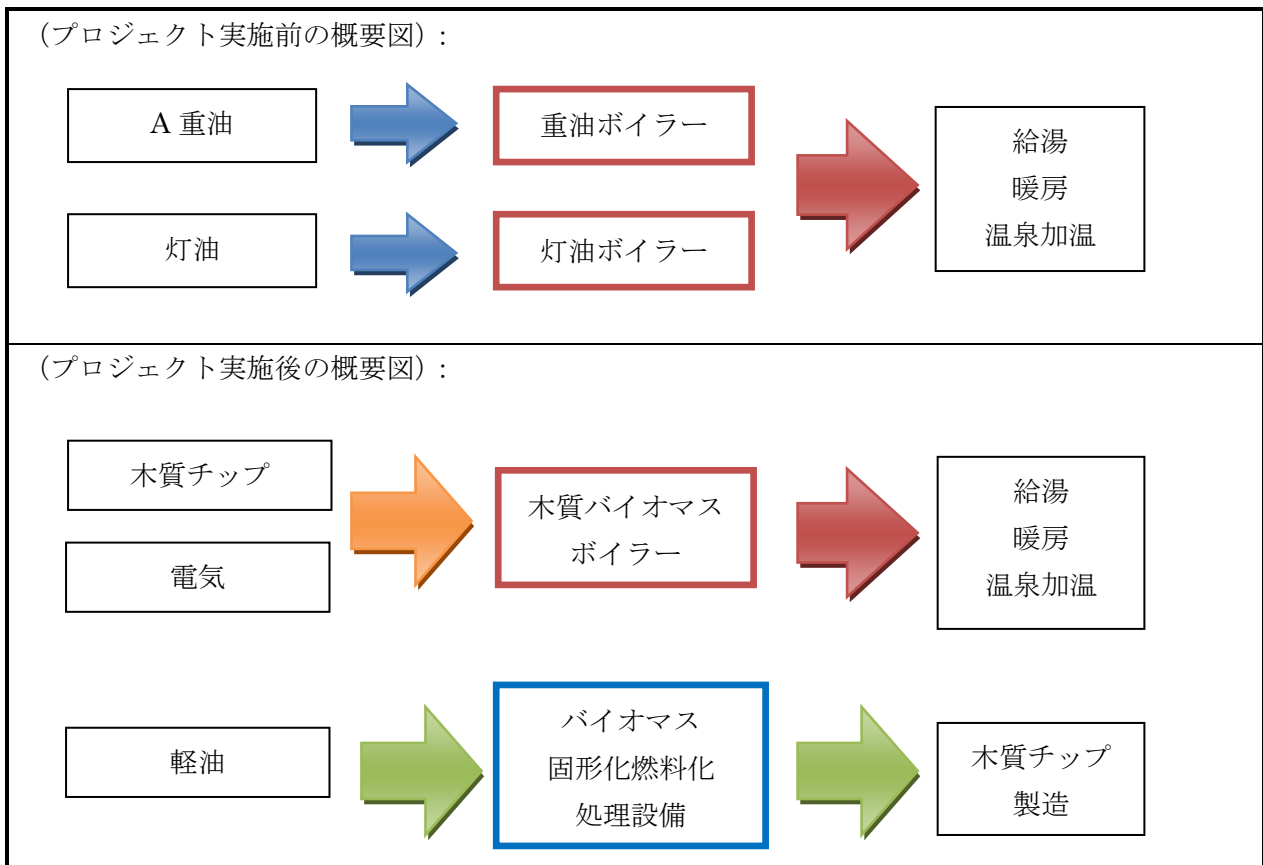 （プロジェクト実施前の概要図）：
A 重油
重油ボイラー
灯油
灯油ボイラー
給湯
暖房
温泉加温
（プロジェクト実施後の概要図）：
木質チップ
電気
木質バイオマス
ボイラー
給湯
暖房
温泉加温
軽油
バイオマス
固形化燃料化
処理設備
木質チップ
製造